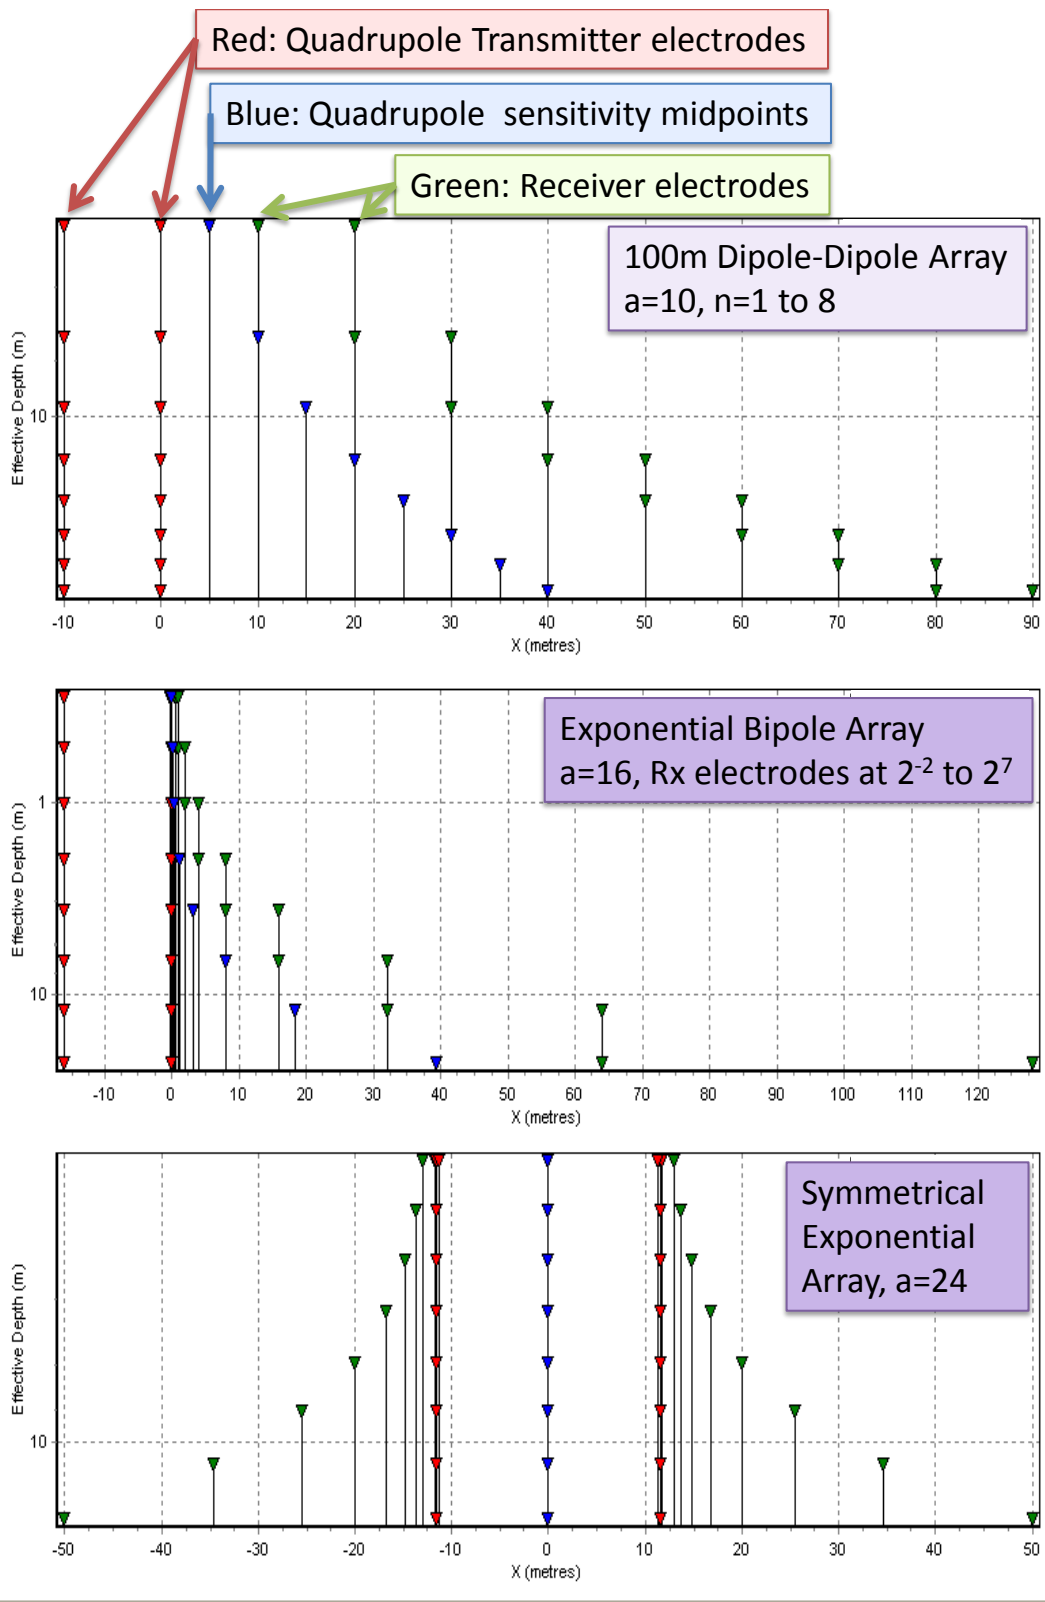 Red: Quadrupole Transmitter electrodes
Blue: Quadrupole sensitivity midpoints
Green: Receiver electrodes
100m Dipole-Dipole Array
a=10, n=1 to 8
Effective Depth (m)
10
-10 0 10 20 30 40 50 60 70 80 90
X (metres)
Exponential Bipole Array
a=16, Rx electrodes at 2⁻² to 2⁷
Effective Depth (m)
1
10
-10 0 10 20 30 40 50 60 70 80 90 100 110 120
X (metres)
Symmetrical
Exponential
Array, a=24
Effective Depth (m)
10
-50 -40 -30 -20 -10 0 10 20 30 40 50
X (metres)